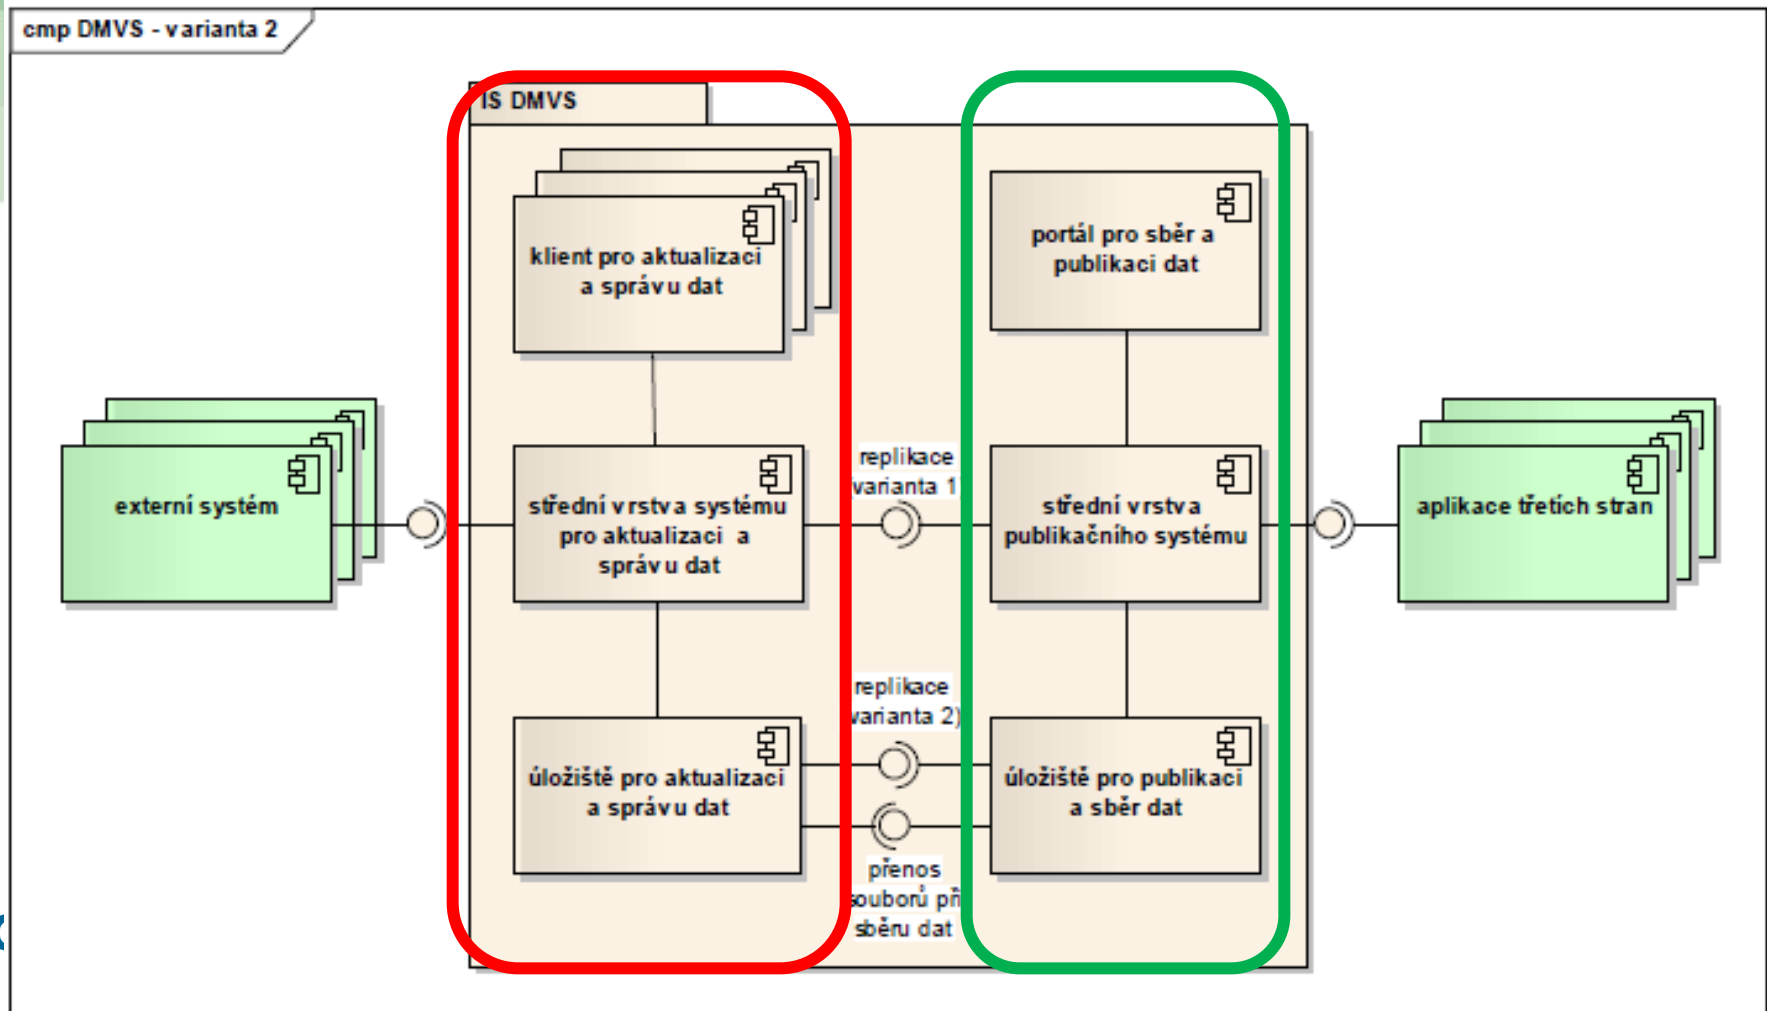 cmp DMVS - varianta 2
IS DMVS
klient pro aktualizaci
a správu dat
portál pro sběr a
publikaci dat
externí systém
střední vrstva systému
pro aktualizaci a
správu dat
replikace
(varianta 1
střední vrstva
publikačního systému
aplikace třetích stran
replikace
varianta 2)
úložiště pro aktualizaci
a správu dat
úložiště pro publikaci
a sběr dat
přenos
souborů při
sběru dat